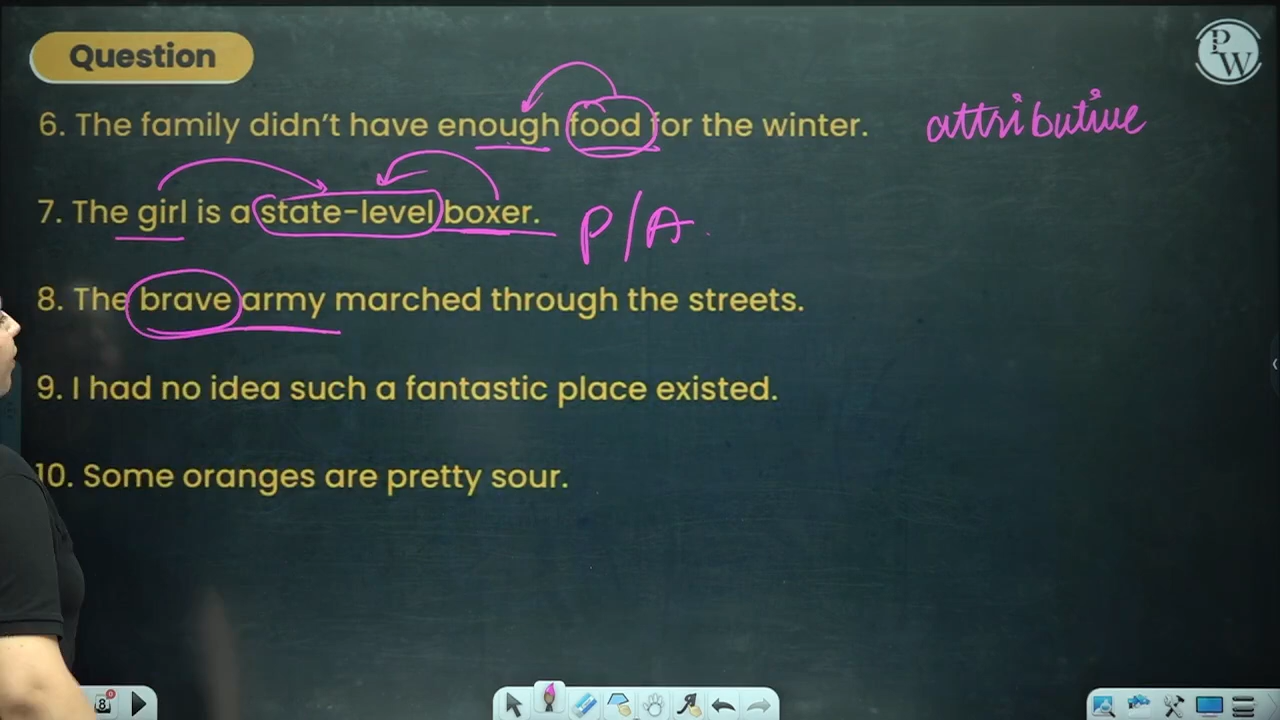 Question
PW
6. The family didn't have enough food for the winter. attributive
7. The girl is a state-level boxer. P/A
8. The brave army marched through the streets.
9. I had no idea such a fantastic place existed.
10. Some oranges are pretty sour.
8